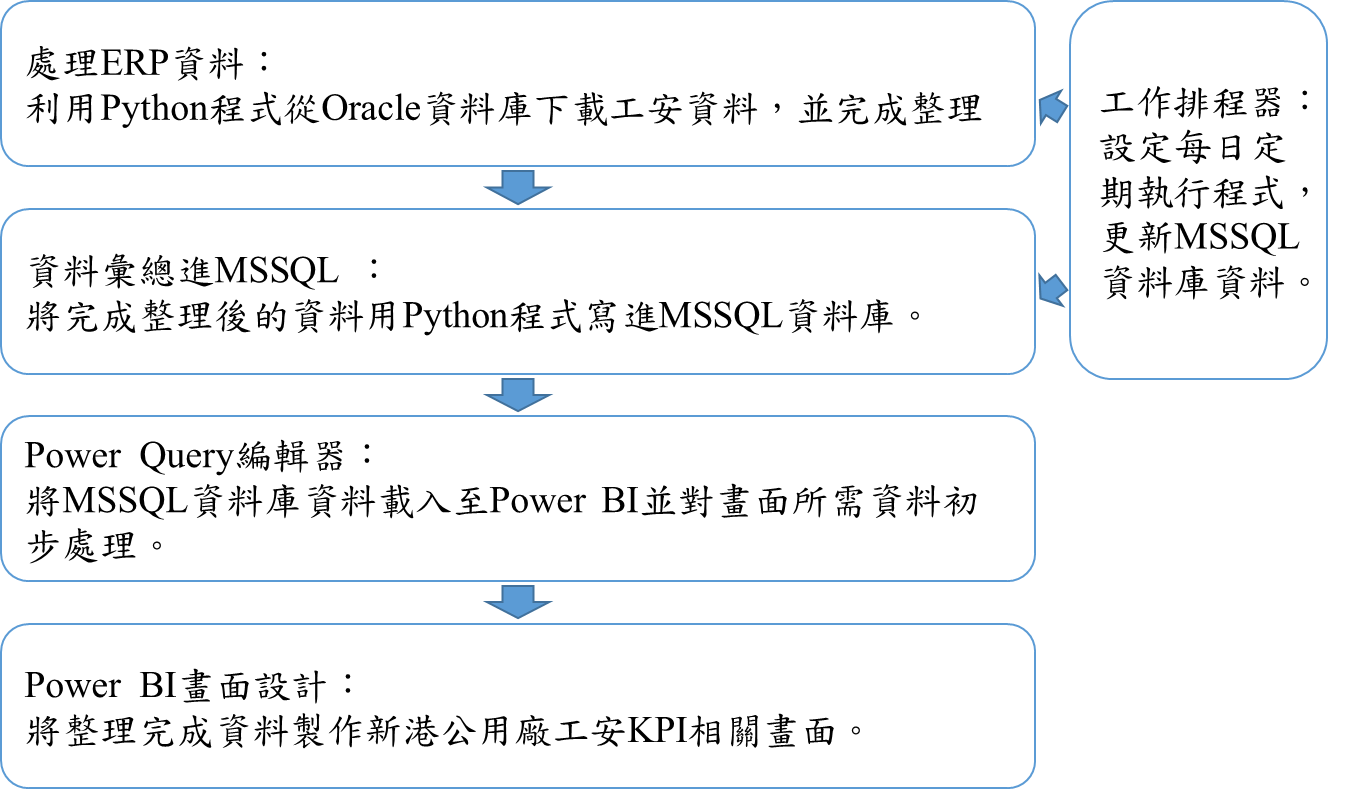 處理ERP資料：
利用Python程式從Oracle資料庫下載工安資料，並完成整理
工作排程器：
設定每日定
期執行程式，
更新MSSQL
資料庫資料。
資料彙總進MSSQL ：
將完成整理後的資料用Python程式寫進MSSQL資料庫。
Power Query編輯器：
將MSSQL資料庫資料載入至Power BI並對畫面所需資料初
步處理。
Power BI畫面設計：
將整理完成資料製作新港公用廠工安KPI相關畫面。